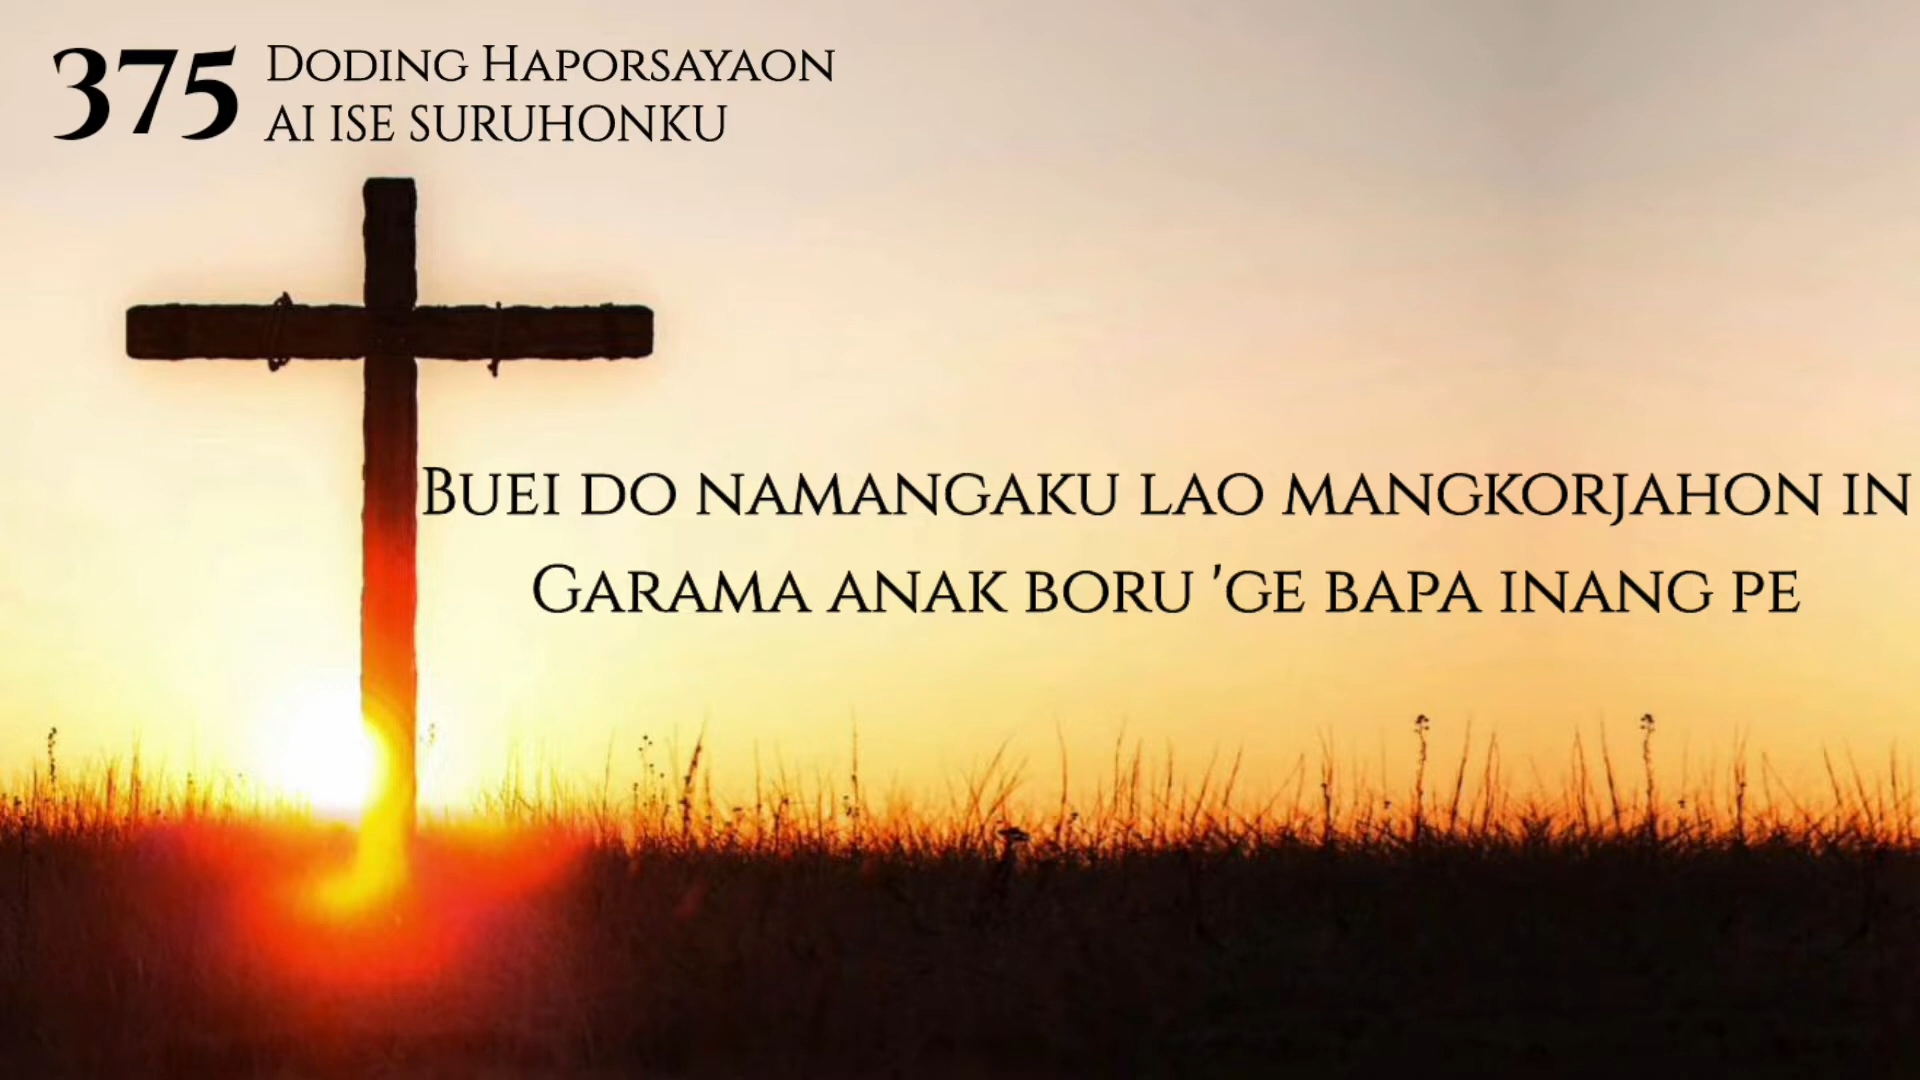 375 Doding Haporsayaon
ai ise suruhonku
Buei do namangaku lao mangkorjahon in
Garama anak boru 'ge bapa inang pe